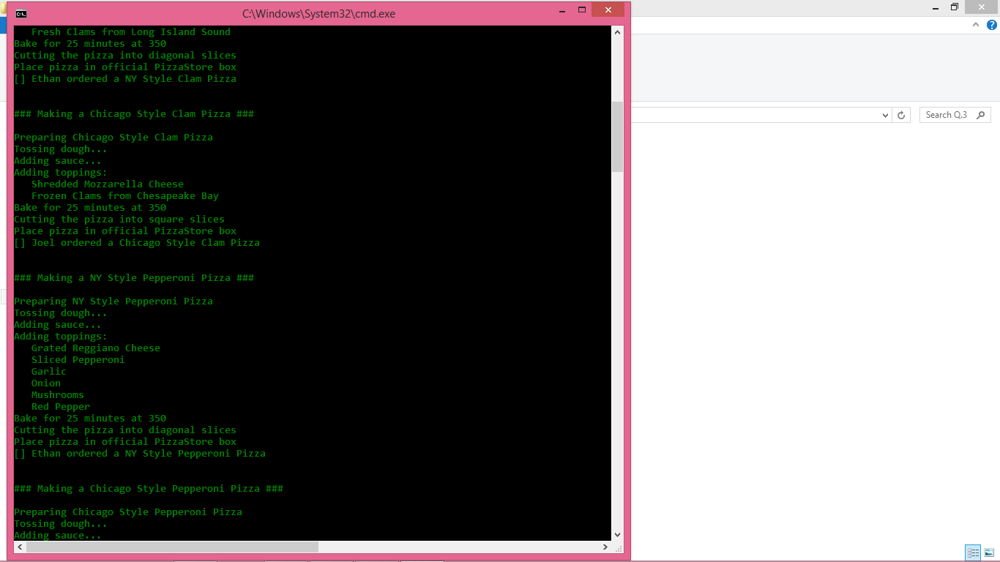 C:\Windows\System32\cmd.exe
Fresh Clams from Long Island Sound
Bake for 25 minutes at 350
Cutting the pizza into diagonal slices
Place pizza in official PizzaStore box
[] Ethan ordered a NY Style Clam Pizza
### Making a Chicago Style Clam Pizza ###
Preparing Chicago Style Clam Pizza
Tossing dough...
Adding sauce...
Adding toppings:
Shredded Mozzarella Cheese
Frozen Clams from Chesapeake Bay
Bake for 25 minutes at 350
Cutting the pizza into square slices
Place pizza in official PizzaStore box
[] Joel ordered a Chicago Style Clam Pizza
### Making a NY Style Pepperoni Pizza ###
Preparing NY Style Pepperoni Pizza
Tossing dough...
Adding sauce...
Adding toppings:
Grated Reggiano Cheese
Sliced Pepperoni
Garlic
Onion
Mushrooms
Red Pepper
Bake for 25 minutes at 350
Cutting the pizza into diagonal slices
Place pizza in official PizzaStore box
[] Ethan ordered a NY Style Pepperoni Pizza
### Making a Chicago Style Pepperoni Pizza ###
Preparing Chicago Style Pepperoni Pizza
Tossing dough...
Adding sauce...
Search Q.3